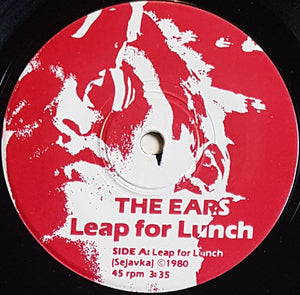 THE EARS
Leap for Lunch
SIDE A: Leap for Lunch
(Sejavka) ©1980
45 rpm 3:35